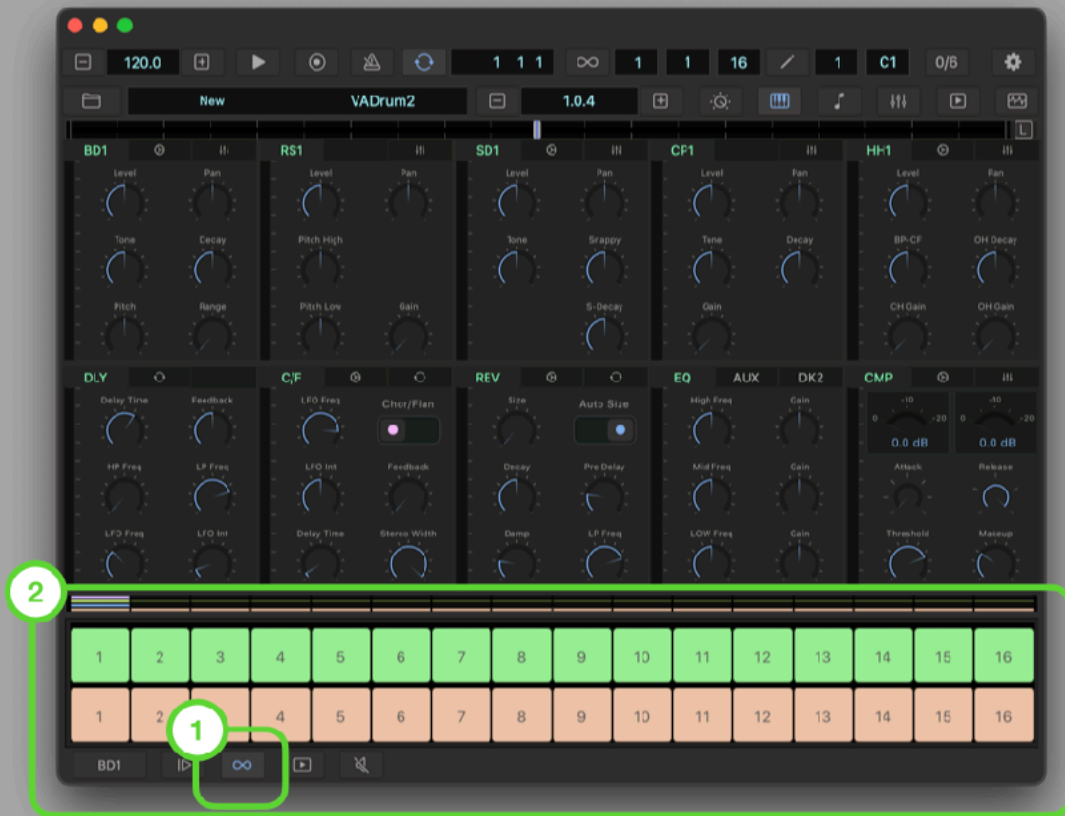 120.0 1 1 1 1 1 16 1 C1 0/6
New VADrum2 1.0.4
L
BD1 RS1 SD1 CP1 HH1
Level Pan Level Pan Level Pan Level Pan Level Pan
Tone Decay Pitch High Tone Snappy Tone Decay BP-CF OH Decay
Pitch Range Pitch Low Gain S-Decay Gain CH Gain OH Gain
DLY C/F REV EQ AUX DK2 CMP
Delay Time Feedback LFO Freq Chor/Flan Size Auto Size High Freq Gain -10 -10
0 -20 0 -20
0.0 dB 0.0 dB
HP Freq LP Freq LFO Int Feedback Decay Pre Delay Mid Freq Gain Attack Release
LFO Freq LFO Int Delay Time Stereo Width Damp LP Freq LOW Freq Gain Threshold Makeup
2
1 2 3 4 5 6 7 8 9 10 11 12 13 14 15 16
1 2 4 5 6 7 8 9 10 11 12 13 14 15 16
1
BD1